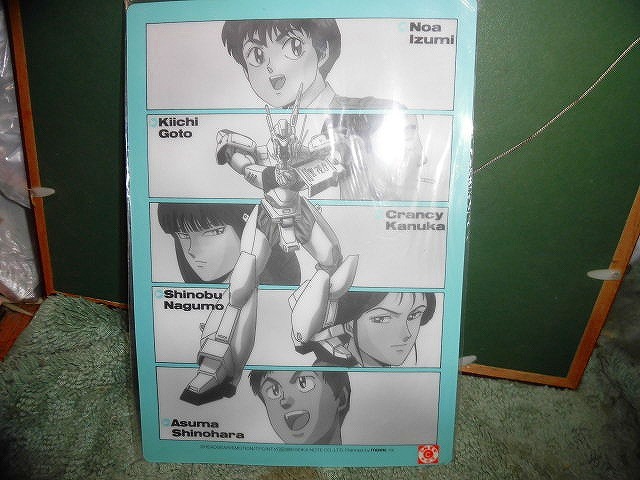 Noa
Izumi
Kiichi
Goto
Crancy
Kanuka
Shinobu
Nagumo
Asuma
Shinohara